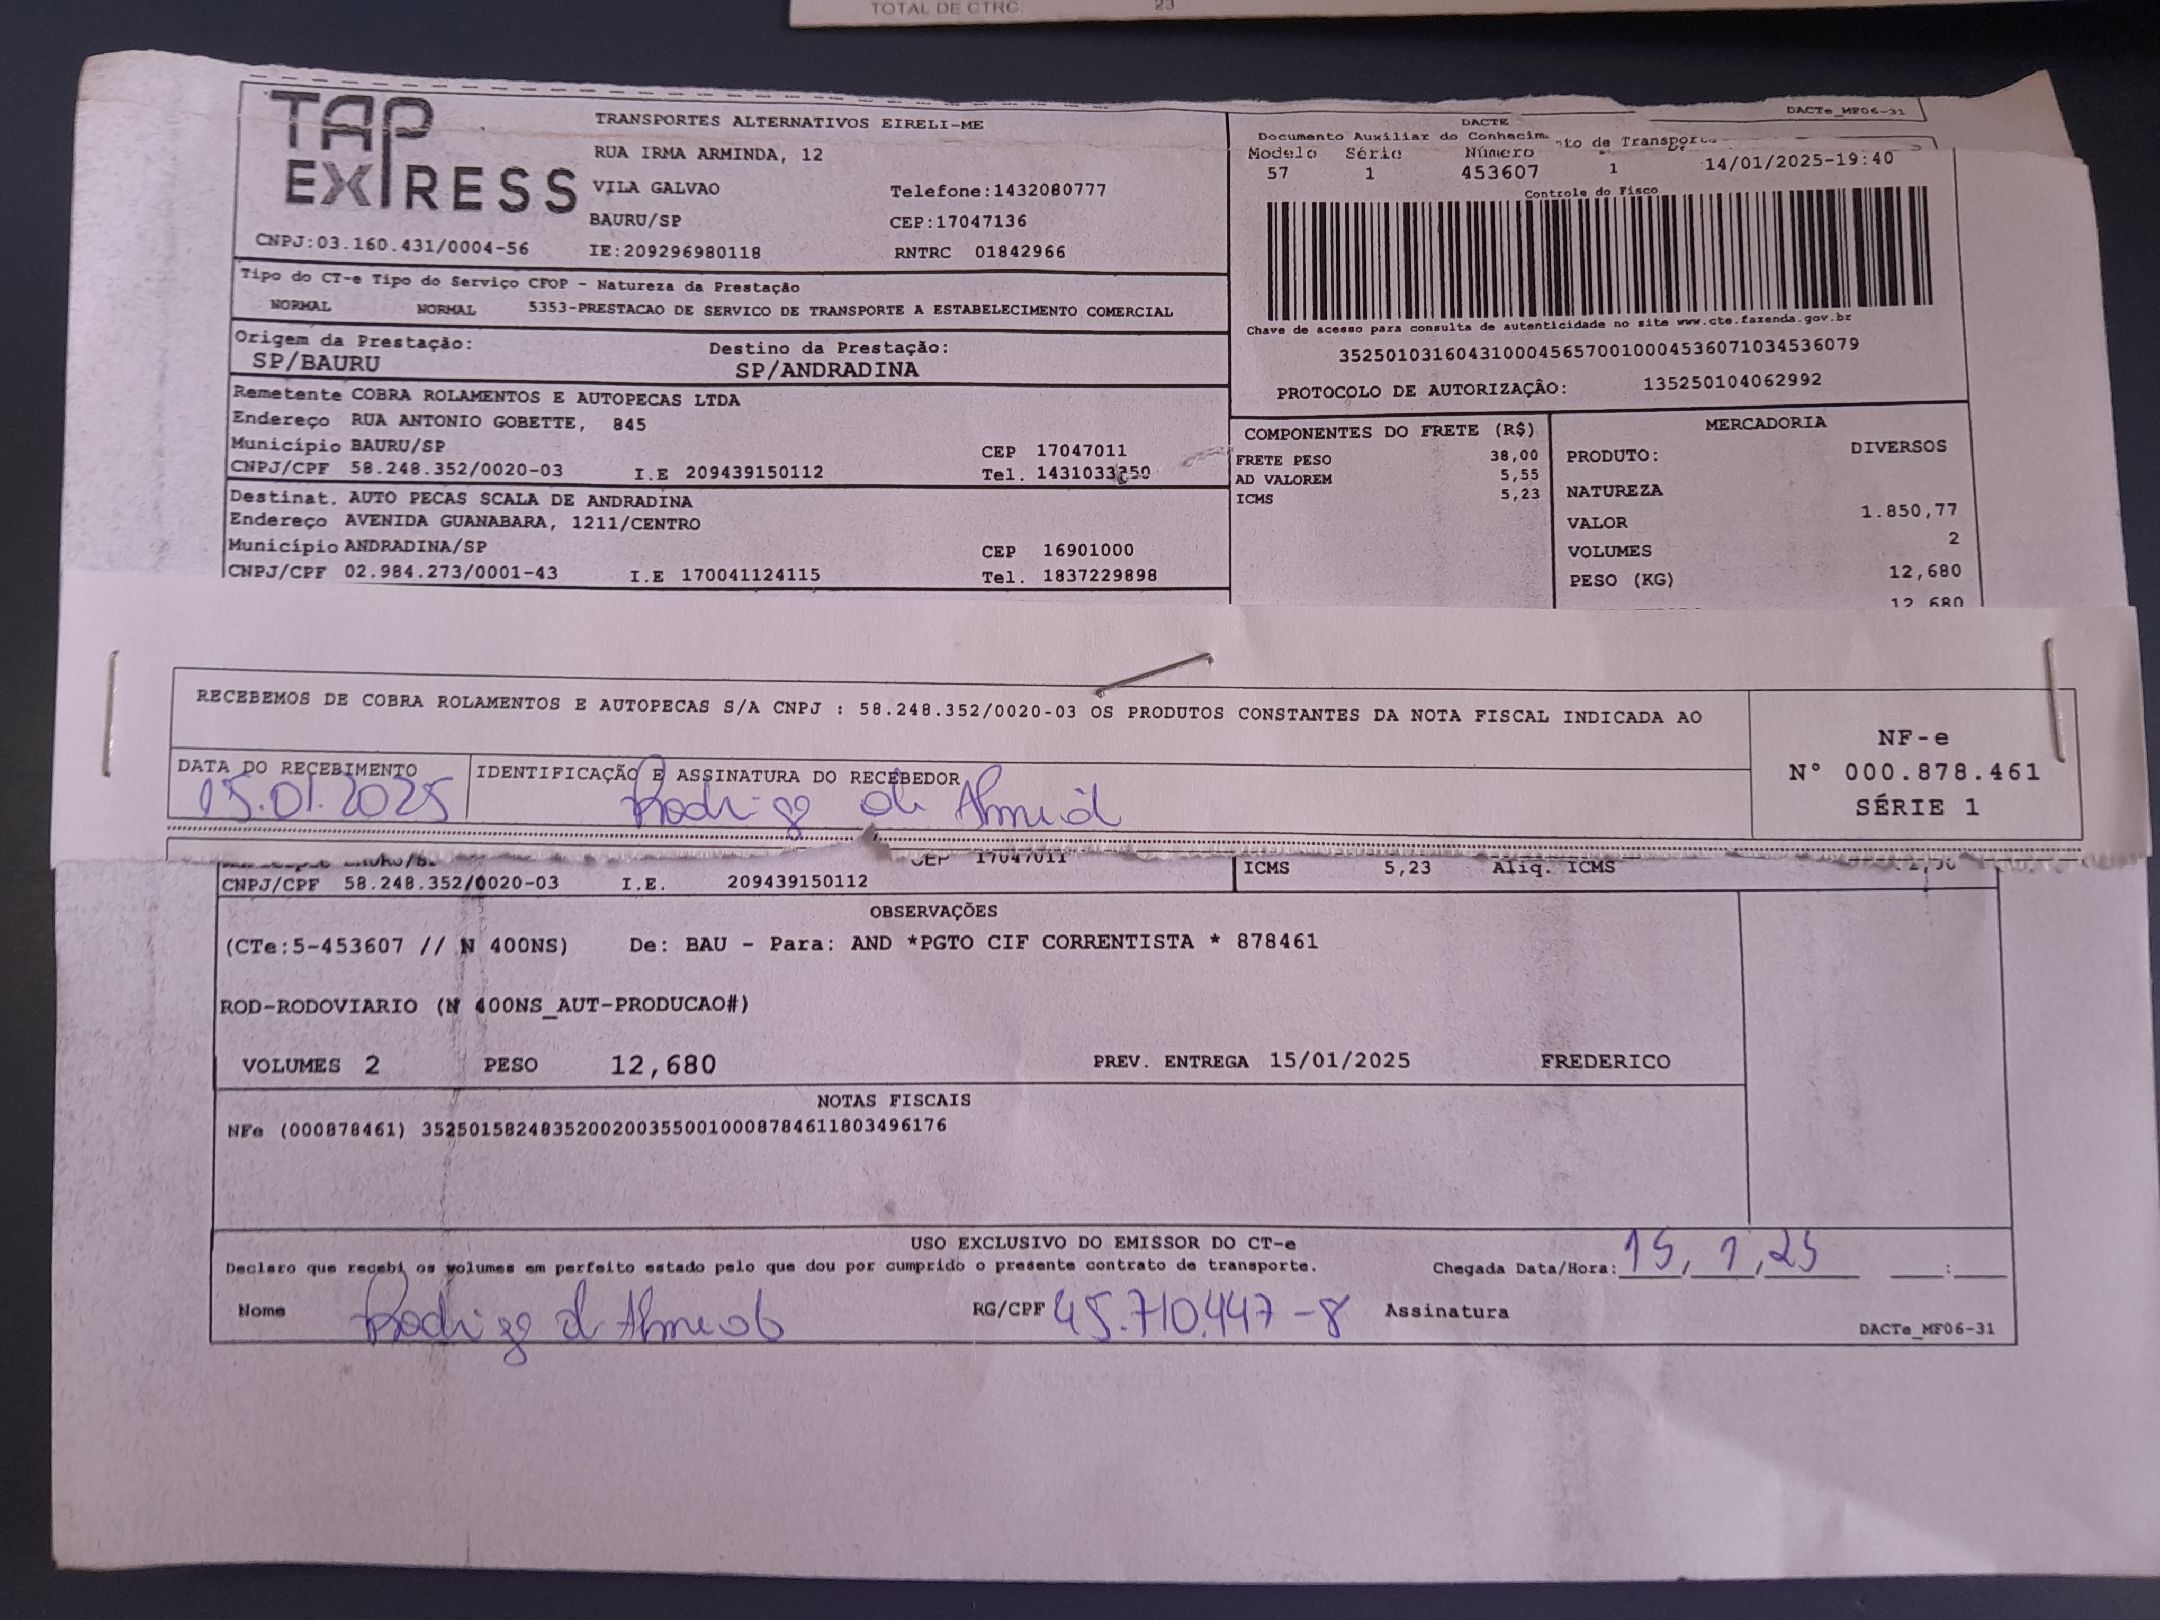 TOTAL DE CTRC: 23
DACTe_MF06-31
TAP EXPRESS
TRANSPORTES ALTERNATIVOS EIRELI-ME
RUA IRMA ARMINDA, 12
VILA GALVAO Telefone:1432080777
BAURU/SP CEP:17047136
CNPJ:03.160.431/0004-56 IE:209296980118 RNTRC 01842966
DACTE
Documento Auxiliar do Conhecim nto de Transporte
Modelo Série Número
57 1 453607 1 14/01/2025-19:40
Controle do Fisco
Chave de acesso para consulta de autenticidade no site www.cte.fazenda.gov.br
35250103160431000456570010004536071034536079
PROTOCOLO DE AUTORIZAÇÃO: 135250104062992
Tipo do CT-e Tipo do Serviço CFOP - Natureza da Prestação
NORMAL NORMAL 5353-PRESTACAO DE SERVICO DE TRANSPORTE A ESTABELECIMENTO COMERCIAL
Origem da Prestação: Destino da Prestação:
SP/BAURU SP/ANDRADINA
Remetente COBRA ROLAMENTOS E AUTOPECAS LTDA
Endereço RUA ANTONIO GOBETTE, 845
Município BAURU/SP CEP 17047011
CNPJ/CPF 58.248.352/0020-03 I.E 209439150112 Tel.
Destinat. AUTO PECAS SCALA DE ANDRADINA
Endereço AVENIDA GUANABARA, 1211/CENTRO
Município ANDRADINA/SP CEP 16901000
CNPJ/CPF 02.984.273/0001-43 I.E 170041124115 Tel. 1837229898
COMPONENTES DO FRETE (R$)
FRETE PESO 38,00
AD VALOREM 5,55
ICMS 5,23
MERCADORIA
PRODUTO: DIVERSOS
NATUREZA
VALOR 1.850,77
VOLUMES 2
PESO (KG) 12,680
12,680
RECEBEMOS DE COBRA ROLAMENTOS E AUTOPECAS S/A CNPJ : 58.248.352/0020-03 OS PRODUTOS CONSTANTES DA NOTA FISCAL INDICADA AO
NF-e
N° 000.878.461
SÉRIE 1
DATA DO RECEBIMENTO IDENTIFICAÇÃO E ASSINATURA DO RECEBEDOR
15.01.2025 Rodrigo de Almeida
BAURU/SP CEP 17047011
CNPJ/CPF 58.248.352/0020-03 I.E. 209439150112
ICMS 5,23 Aliq. ICMS
OBSERVAÇÕES
(CTe:5-453607 // N 400NS) De: BAU - Para: AND *PGTO CIF CORRENTISTA * 878461
ROD-RODOVIARIO (N 400NS_AUT-PRODUCAO#)
VOLUMES 2 PESO 12,680 PREV. ENTREGA 15/01/2025 FREDERICO
NOTAS FISCAIS
NFe (000878461) 35250158248352002003550010008784611803496176
USO EXCLUSIVO DO EMISSOR DO CT-e
Declaro que recebi os volumes em perfeito estado pelo que dou por cumprido o presente contrato de transporte. Chegada Data/Hora: 15/1/25 __:__
Nome Rodrigo d Almeida RG/CPF 45.710.447-8 Assinatura
DACTe_MF06-31